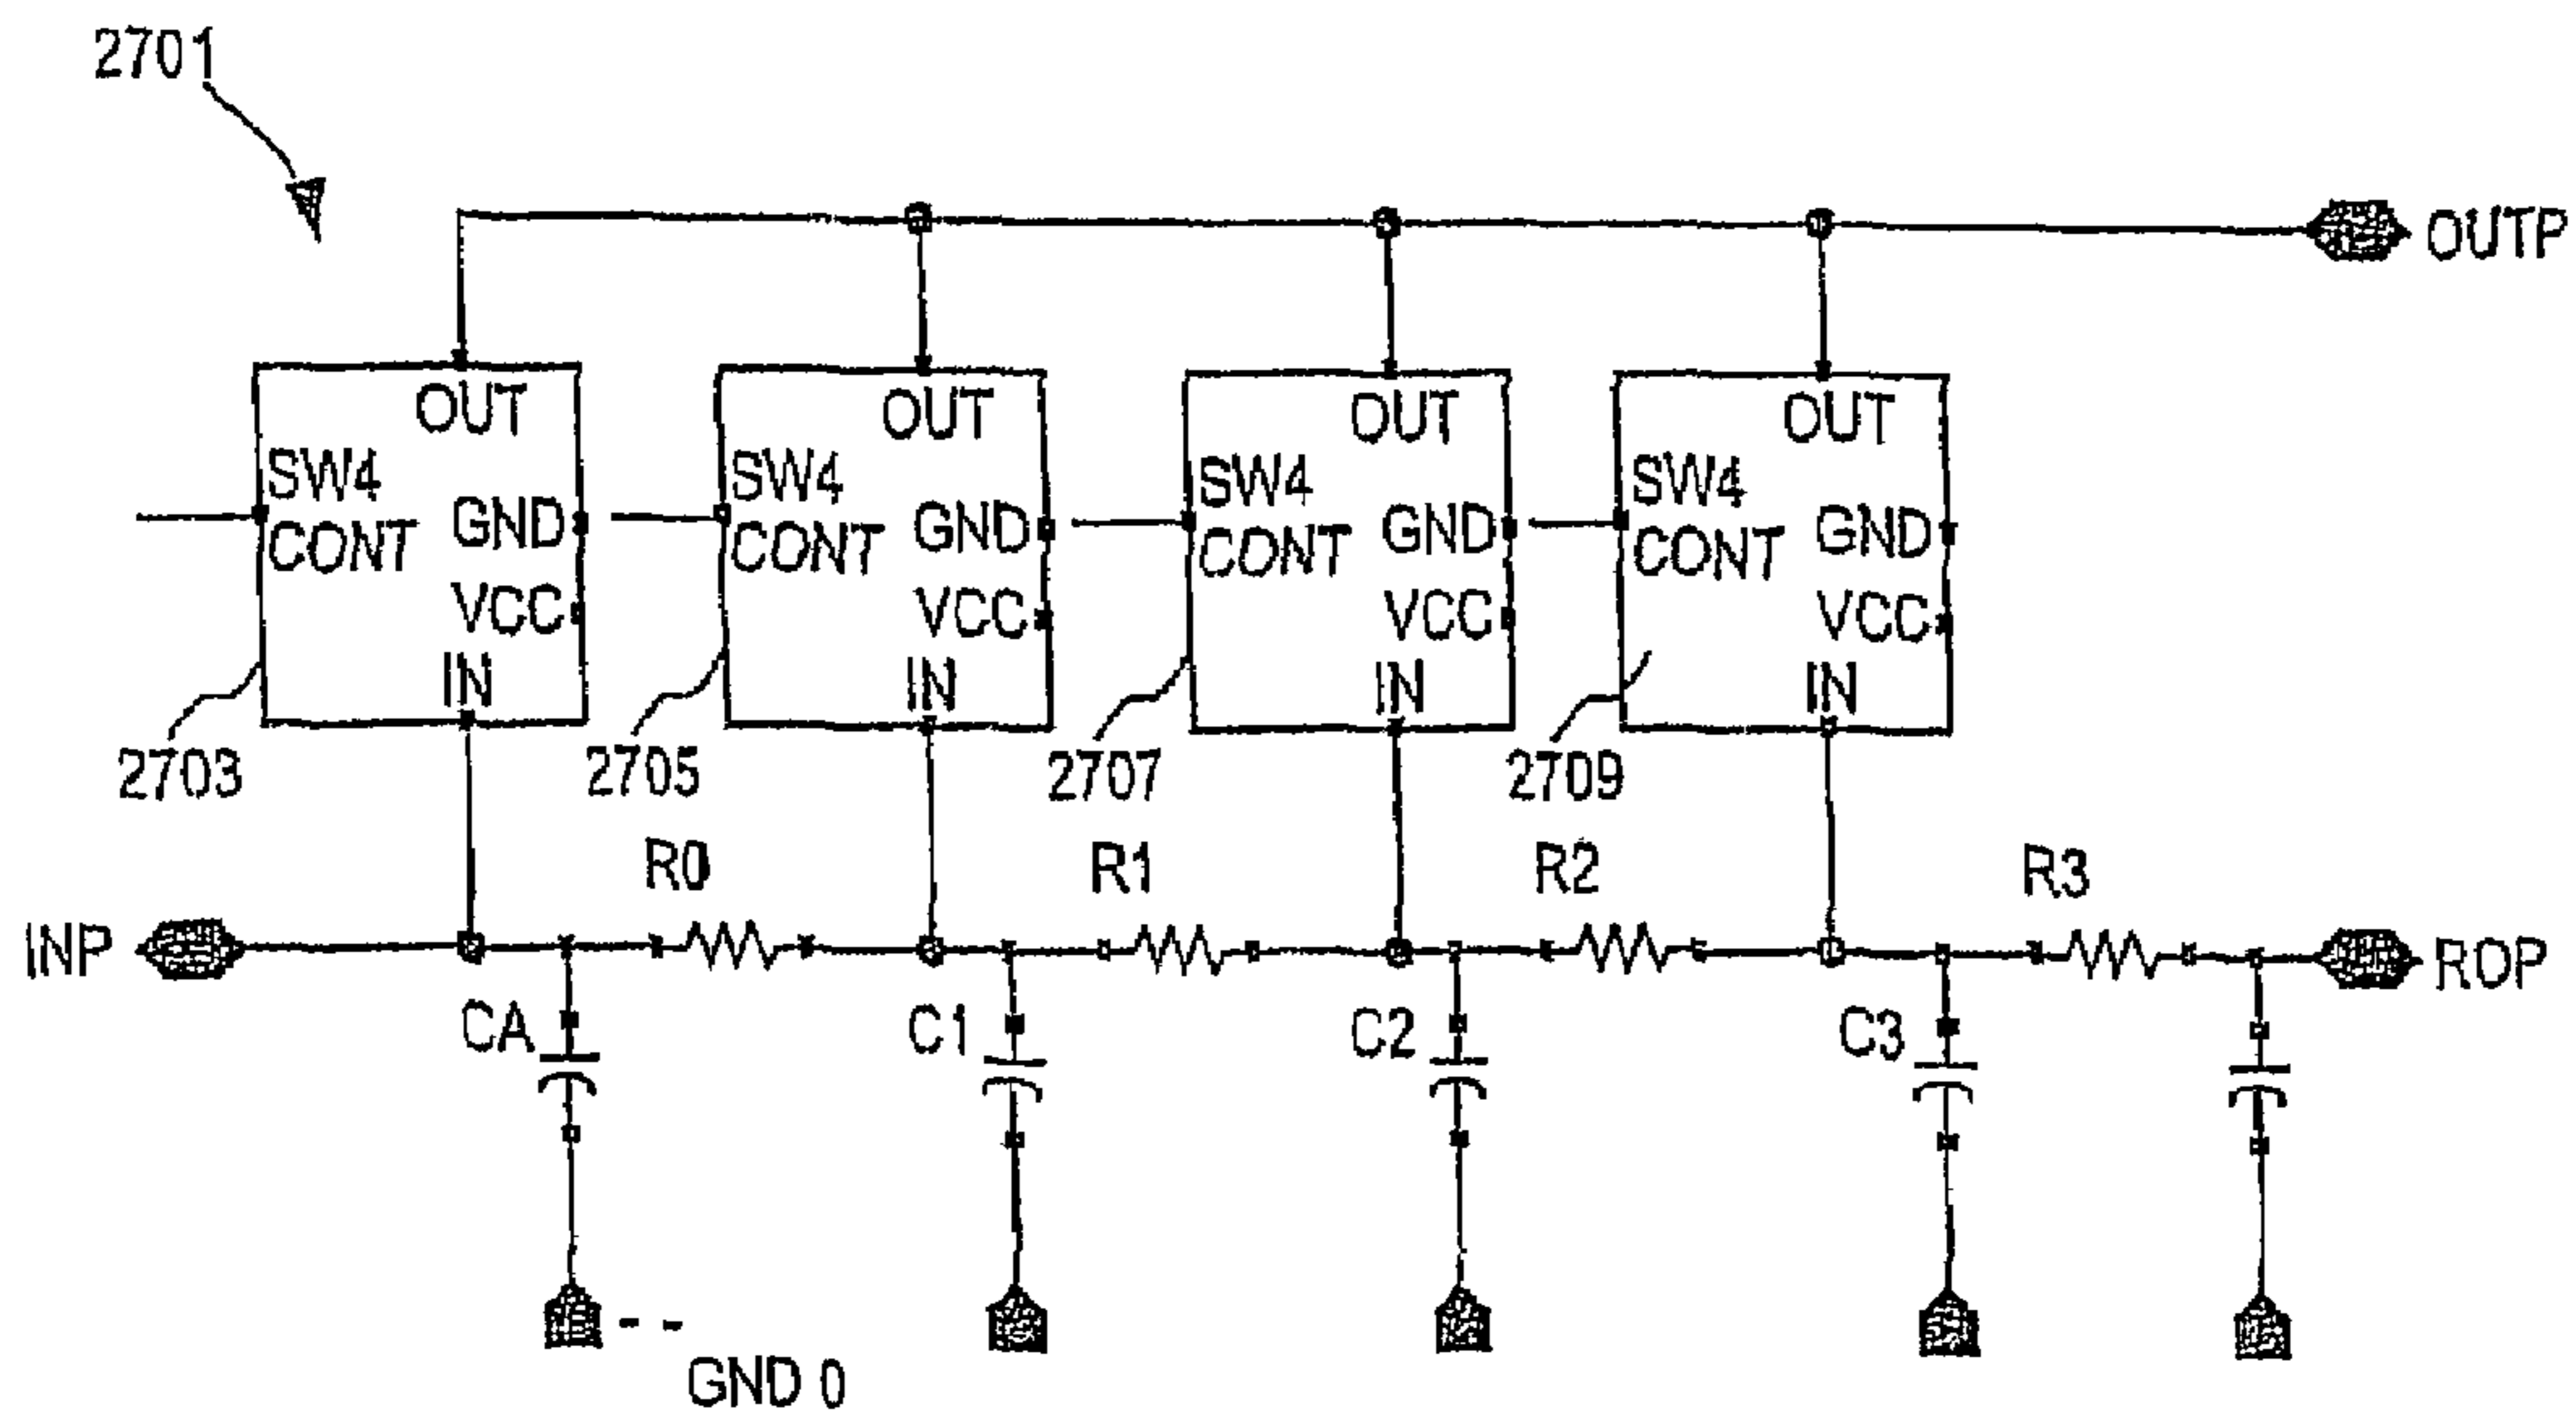 2701
OUTP
OUT
SW4
CONT
GND
VCC
IN
OUT
SW4
CONT
GND
VCC
IN
OUT
SW4
CONT
GND
VCC
IN
OUT
SW4
CONT
GND
VCC
IN
2703
2705
2707
2709
R0
R1
R2
R3
INP
ROP
CA
C1
C2
C3
GND 0